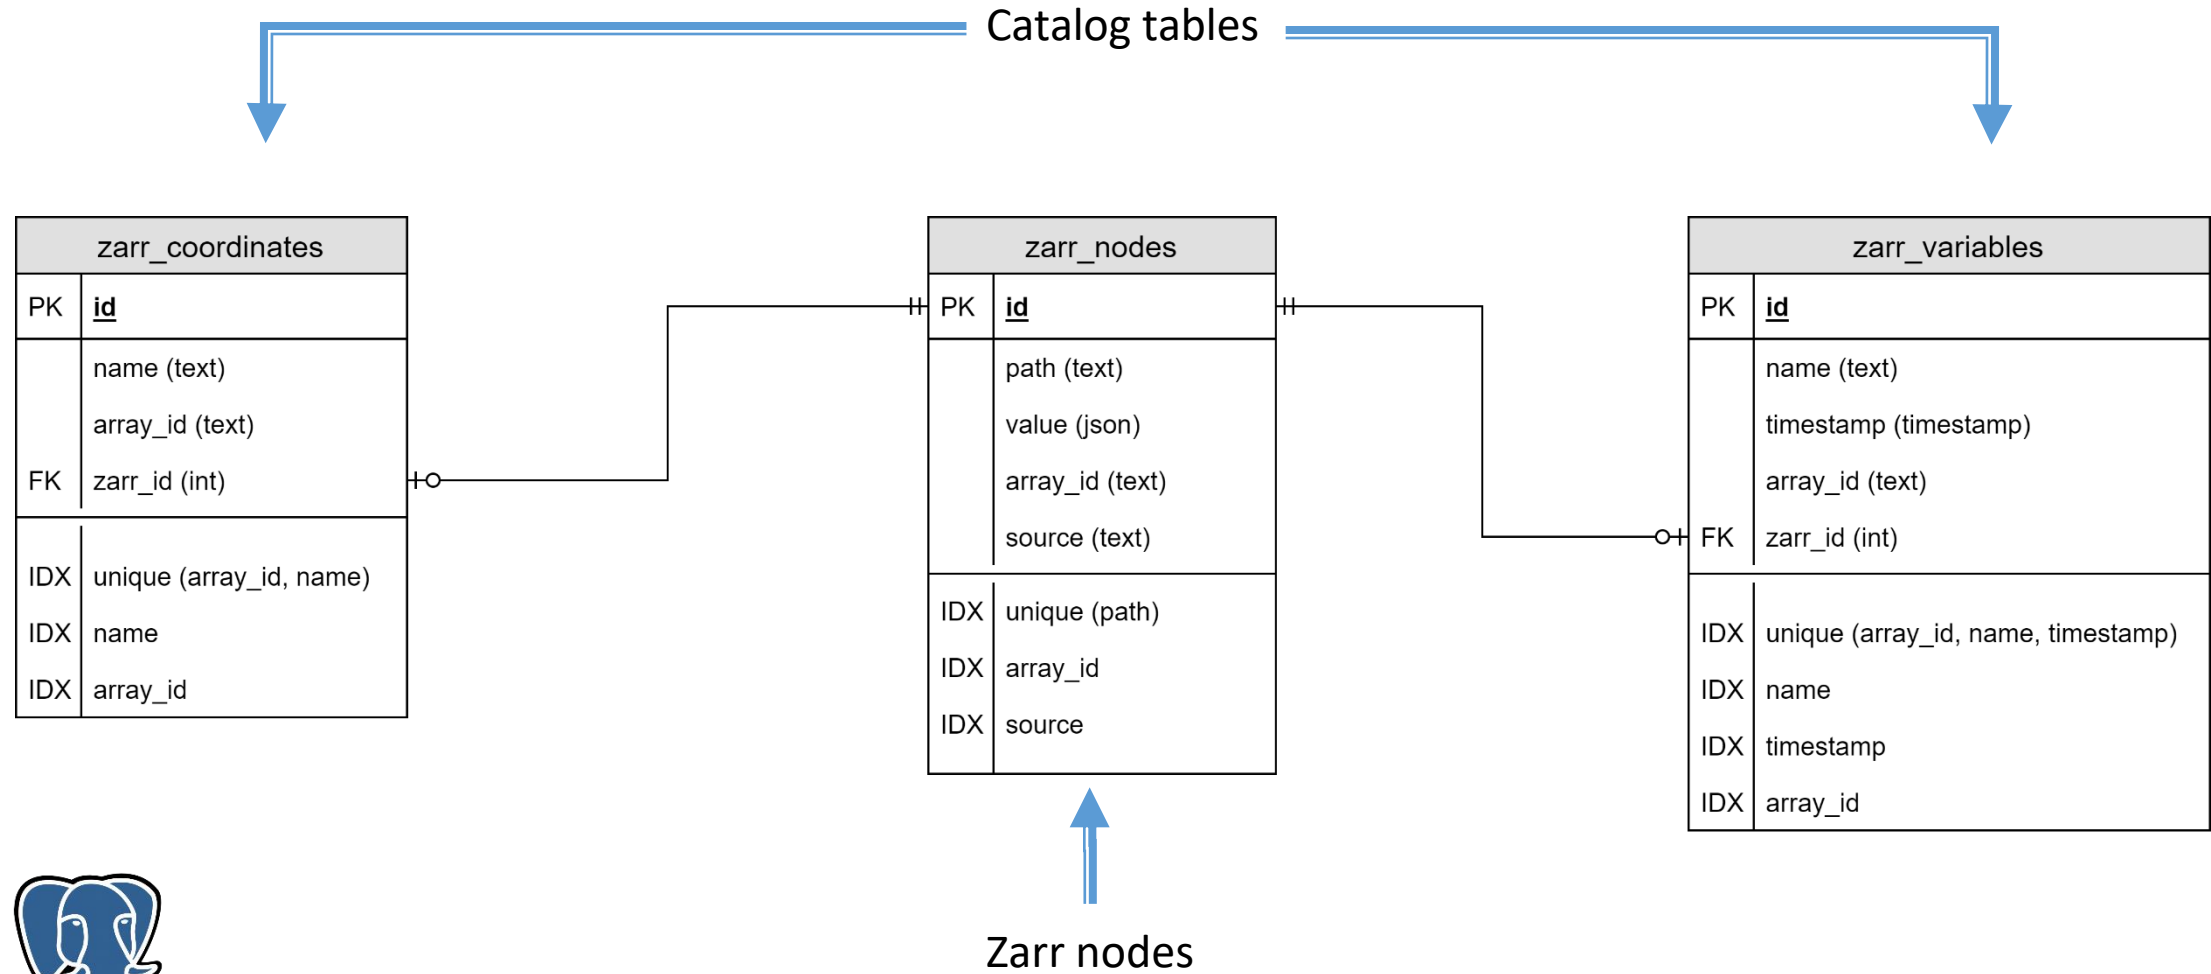 Catalog tables
zarr_coordinates
PK id
name (text)
array_id (text)
FK zarr_id (int)
IDX unique (array_id, name)
IDX name
IDX array_id
zarr_nodes
PK id
path (text)
value (json)
array_id (text)
source (text)
IDX unique (path)
IDX array_id
IDX source
zarr_variables
PK id
name (text)
timestamp (timestamp)
array_id (text)
FK zarr_id (int)
IDX unique (array_id, name, timestamp)
IDX name
IDX timestamp
IDX array_id
Zarr nodes